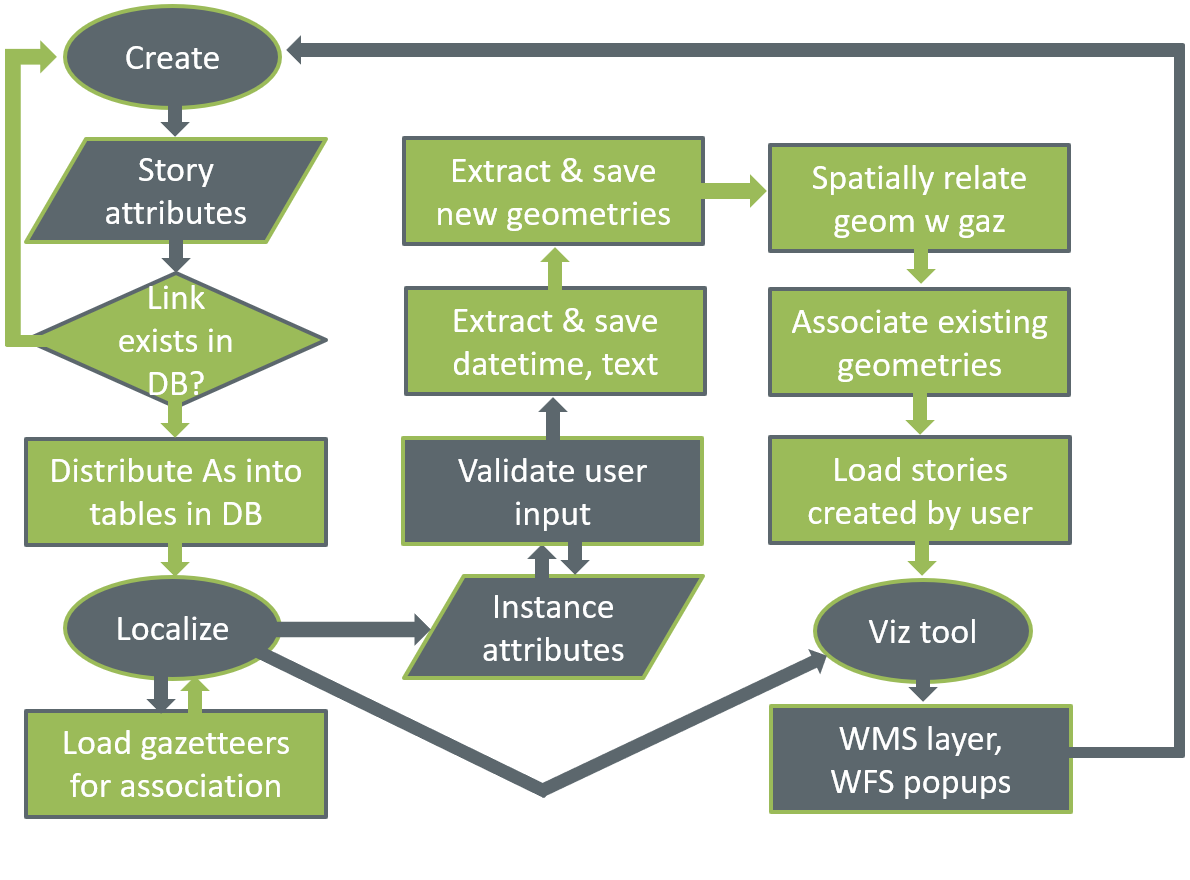 Create
Story
attributes
Link
exists in
DB?
Distribute As into
tables in DB
Localize
Load gazetteers
for association
Extract & save
new geometries
Extract & save
datetime, text
Validate user
input
Instance
attributes
Spatially relate
geom w gaz
Associate existing
geometries
Load stories
created by user
Viz tool
WMS layer,
WFS popups